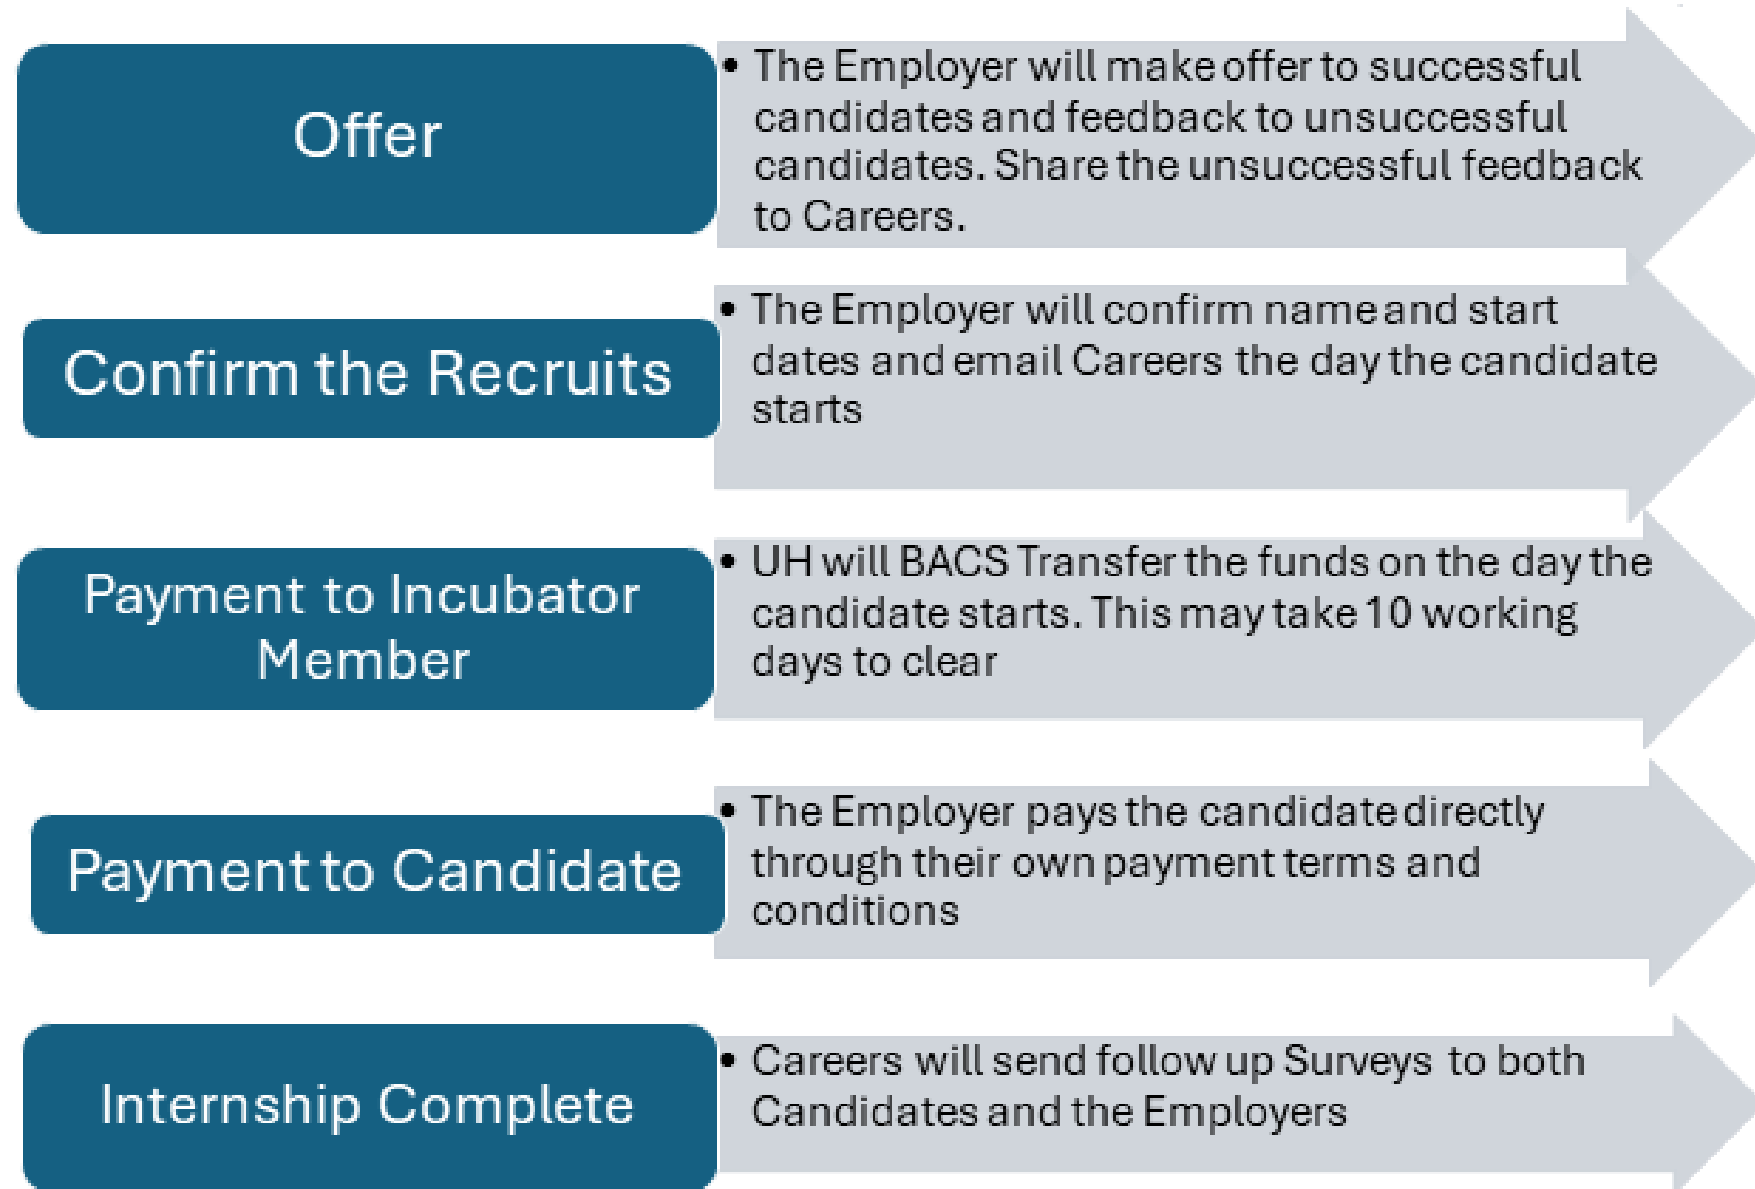 Offer
• The Employer will make offer to successful
candidates and feedback to unsuccessful
candidates. Share the unsuccessful feedback
to Careers.
Confirm the Recruits
• The Employer will confirm name and start
dates and email Careers the day the candidate
starts
Payment to Incubator
Member
• UH will BACS Transfer the funds on the day the
candidate starts. This may take 10 working
days to clear
Payment to Candidate
• The Employer pays the candidate directly
through their own payment terms and
conditions
Internship Complete
• Careers will send follow up Surveys to both
Candidates and the Employers